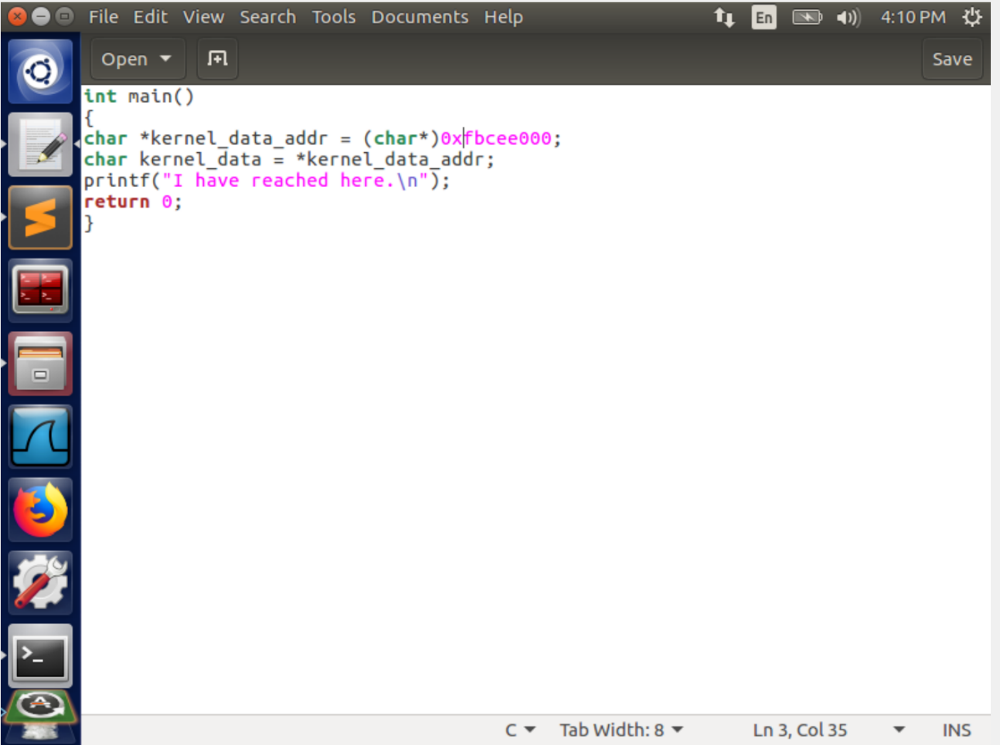 File Edit View Search Tools Documents Help En 4:10 PM
Open Save
int main()
{
char *kernel_data_addr = (char*)0xfbcee000;
char kernel_data = *kernel_data_addr;
printf("I have reached here.\n");
return 0;
}
C Tab Width: 8 Ln 3, Col 35 INS